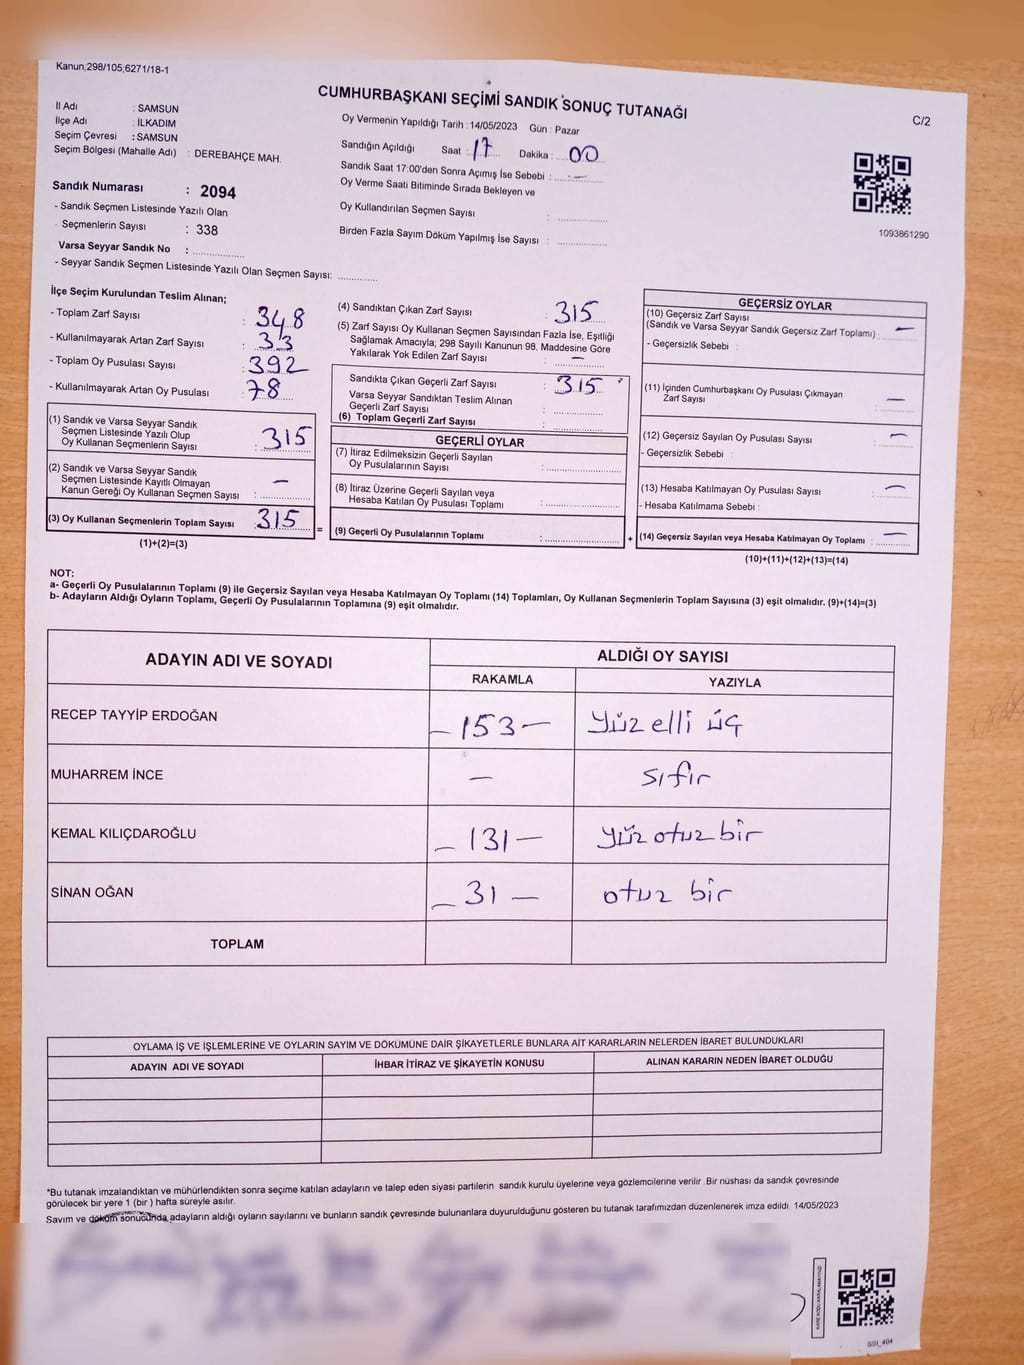 Kanun,298/105,6271/18-1
CUMHURBAŞKANI SEÇİMİ SANDIK SONUÇ TUTANAĞI
C/2
İl Adı : SAMSUN
İlçe Adı : İLKADIM
Seçim Çevresi : SAMSUN
Seçim Bölgesi (Mahalle Adı) : DEREBAHÇE MAH.
Sandık Numarası : 2094
- Sandık Seçmen Listesinde Yazılı Olan
Seçmenlerin Sayısı : 338
Varsa Seyyar Sandık No :
- Seyyar Sandık Seçmen Listesinde Yazılı Olan Seçmen Sayısı:
Oy Vermenin Yapıldığı Tarih : 14/05/2023 Gün : Pazar
Sandığın Açıldığı Saat : 17 Dakika : 00
Sandık Saat 17:00'den Sonra Açımış İse Sebebi : —
Oy Verme Saati Bitiminde Sırada Bekleyen ve
Oy Kullandırılan Seçmen Sayısı :
Birden Fazla Sayım Döküm Yapılmış İse Sayısı :
1093861290
İlçe Seçim Kurulundan Teslim Alınan;
- Toplam Zarf Sayısı : 348
- Kullanılmayarak Artan Zarf Sayısı : 33
- Toplam Oy Pusulası Sayısı : 392
- Kullanılmayarak Artan Oy Pusulası : 78
(1) Sandık ve Varsa Seyyar Sandık
Seçmen Listesinde Yazılı Olup
Oy Kullanan Seçmenlerin Sayısı : 315
(2) Sandık ve Varsa Seyyar Sandık
Seçmen Listesinde Kayıtlı Olmayan
Kanun Gereği Oy Kullanan Seçmen Sayısı : —
(3) Oy Kullanan Seçmenlerin Toplam Sayısı : 315
(1)+(2)=(3)
(4) Sandıktan Çıkan Zarf Sayısı : 315
(5) Zarf Sayısı Oy Kullanan Seçmen Sayısından Fazla İse, Eşitliği
Sağlamak Amacıyla; 298 Sayılı Kanunun 98. Maddesine Göre
Yakılarak Yok Edilen Zarf Sayısı : —
Sandıkta Çıkan Geçerli Zarf Sayısı : 315
Varsa Seyyar Sandıktan Teslim Alınan
Geçerli Zarf Sayısı :
(6) Toplam Geçerli Zarf Sayısı :
GEÇERLİ OYLAR
(7) İtiraz Edilmeksizin Geçerli Sayılan
Oy Pusulalarının Sayısı :
(8) İtiraz Üzerine Geçerli Sayılan veya
Hesaba Katılan Oy Pusulası Toplamı :
= (9) Geçerli Oy Pusulalarının Toplamı : +
GEÇERSİZ OYLAR
(10) Geçersiz Zarf Sayısı
(Sandık ve Varsa Seyyar Sandık Geçersiz Zarf Toplamı) : —
- Geçersizlik Sebebi :
(11) İçinden Cumhurbaşkanı Oy Pusulası Çıkmayan
Zarf Sayısı : —
(12) Geçersiz Sayılan Oy Pusulası Sayısı : —
- Geçersizlik Sebebi :
(13) Hesaba Katılmayan Oy Pusulası Sayısı : —
- Hesaba Katılmama Sebebi :
(14) Geçersiz Sayılan veya Hesaba Katılmayan Oy Toplamı : —
(10)+(11)+(12)+(13)=(14)
NOT:
a- Geçerli Oy Pusulalarının Toplamı (9) ile Geçersiz Sayılan veya Hesaba Katılmayan Oy Toplamı (14) Toplamları, Oy Kullanan Seçmenlerin Toplam Sayısına (3) eşit olmalıdır. (9)+(14)=(3)
b- Adayların Aldığı Oyların Toplamı, Geçerli Oy Pusulalarının Toplamına (9) eşit olmalıdır.
ADAYIN ADI VE SOYADI ALDIĞI OY SAYISI
RAKAMLA YAZIYLA
RECEP TAYYİP ERDOĞAN — 153 — Yüz elli üç
MUHARREM İNCE — sıfır
KEMAL KILIÇDAROĞLU — 131 — Yüz otuz bir
SİNAN OĞAN — 31 — otuz bir
TOPLAM
OYLAMA İŞ VE İŞLEMLERİNE VE OYLARIN SAYIM VE DÖKÜMÜNE DAİR ŞİKAYETLERLE BUNLARA AİT KARARLARIN NELERDEN İBARET BULUNDUKLARI
ADAYIN ADI VE SOYADI İHBAR İTİRAZ VE ŞİKAYETİN KONUSU ALINAN KARARIN NEDEN İBARET OLDUĞU
*Bu tutanak imzalandıktan ve mühürlendikten sonra seçime katılan adayların ve talep eden siyasi partilerin sandık kurulu üyelerine veya gözlemcilerine verilir. Bir nüshası da sandık çevresinde
görülecek bir yere 1 (bir ) hafta süreyle asılır.
Sayım ve döküm sonucunda adayların aldığı oyların sayılarını ve bunların sandık çevresinde bulunanlara duyurulduğunu gösteren bu tutanak tarafımızdan düzenlenerek imza edildi. 14/05/2023
KARE KODU KARALAMAYINIZ!
GSI_404